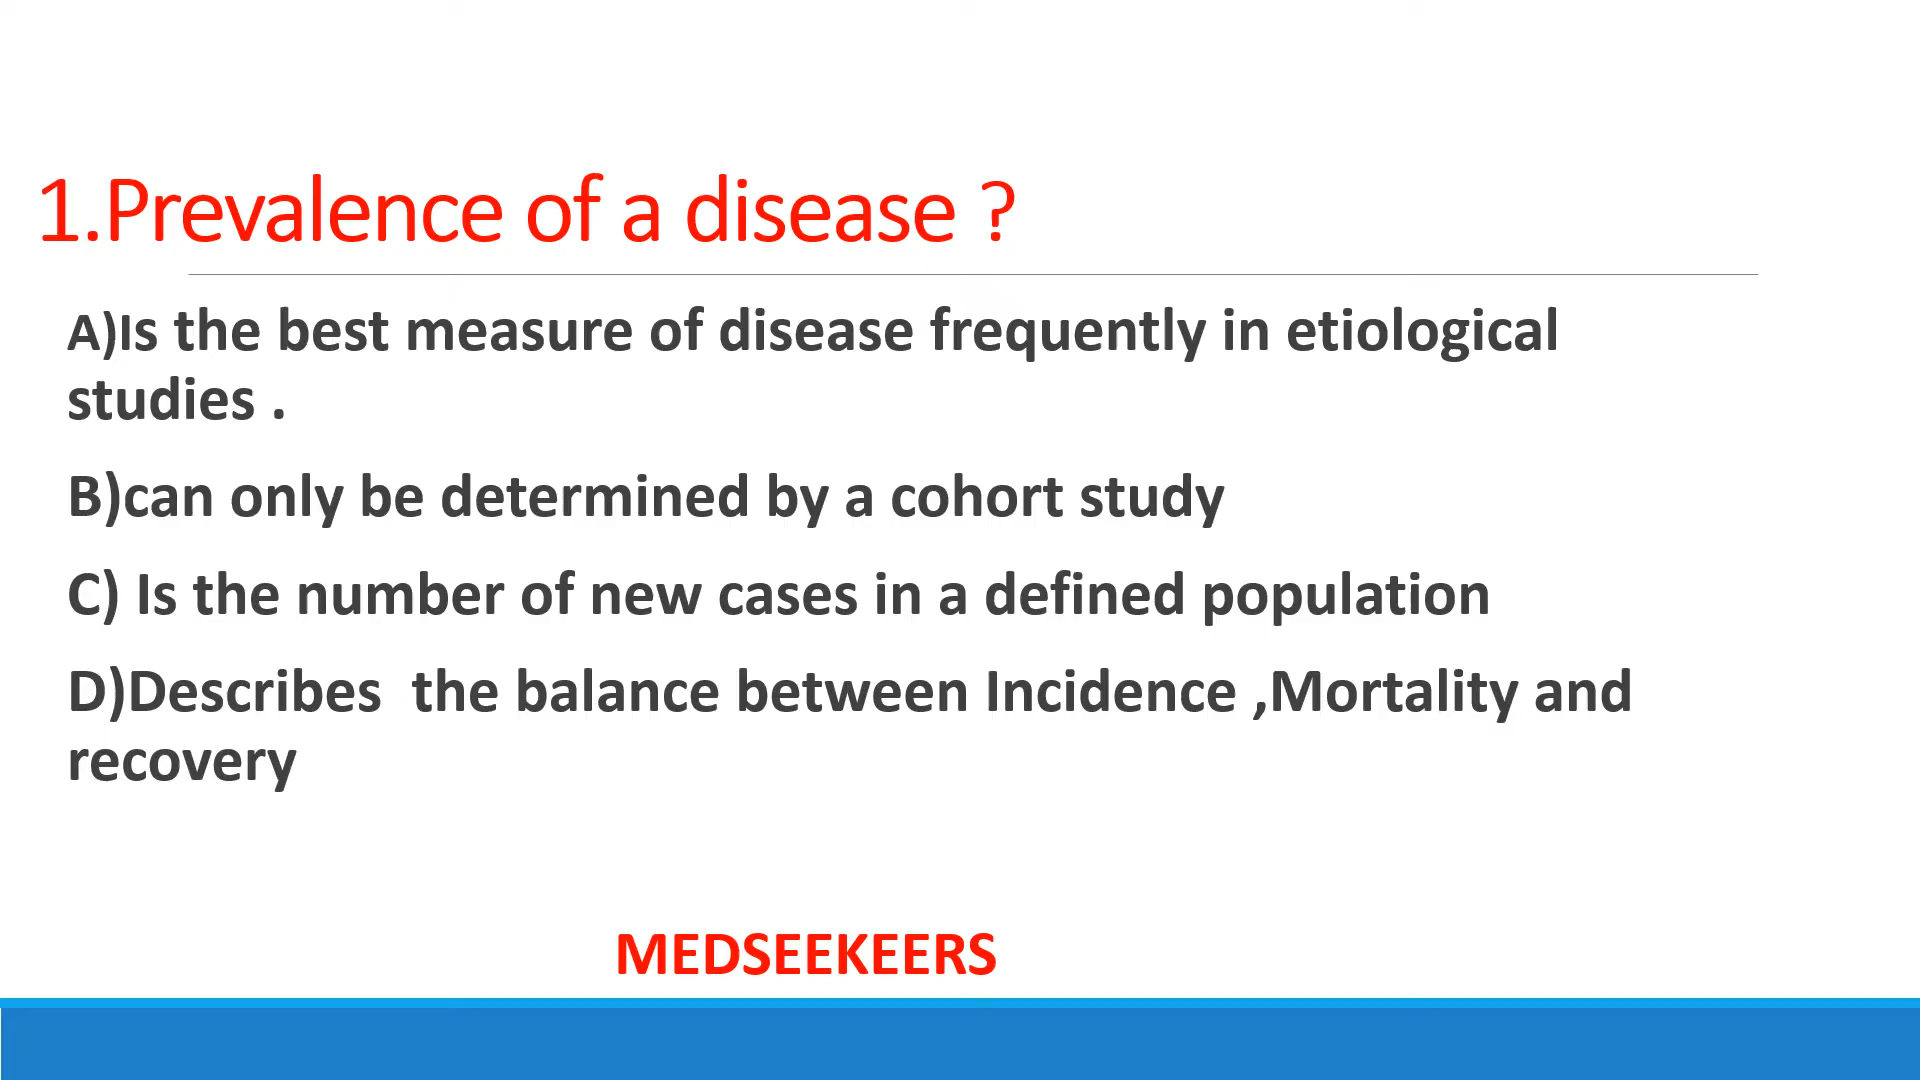 1.Prevalence of a disease ?
A)Is the best measure of disease frequently in etiological
studies .
B)can only be determined by a cohort study
C) Is the number of new cases in a defined population
D)Describes  the balance between Incidence ,Mortality and
recovery
MEDSEEKEERS